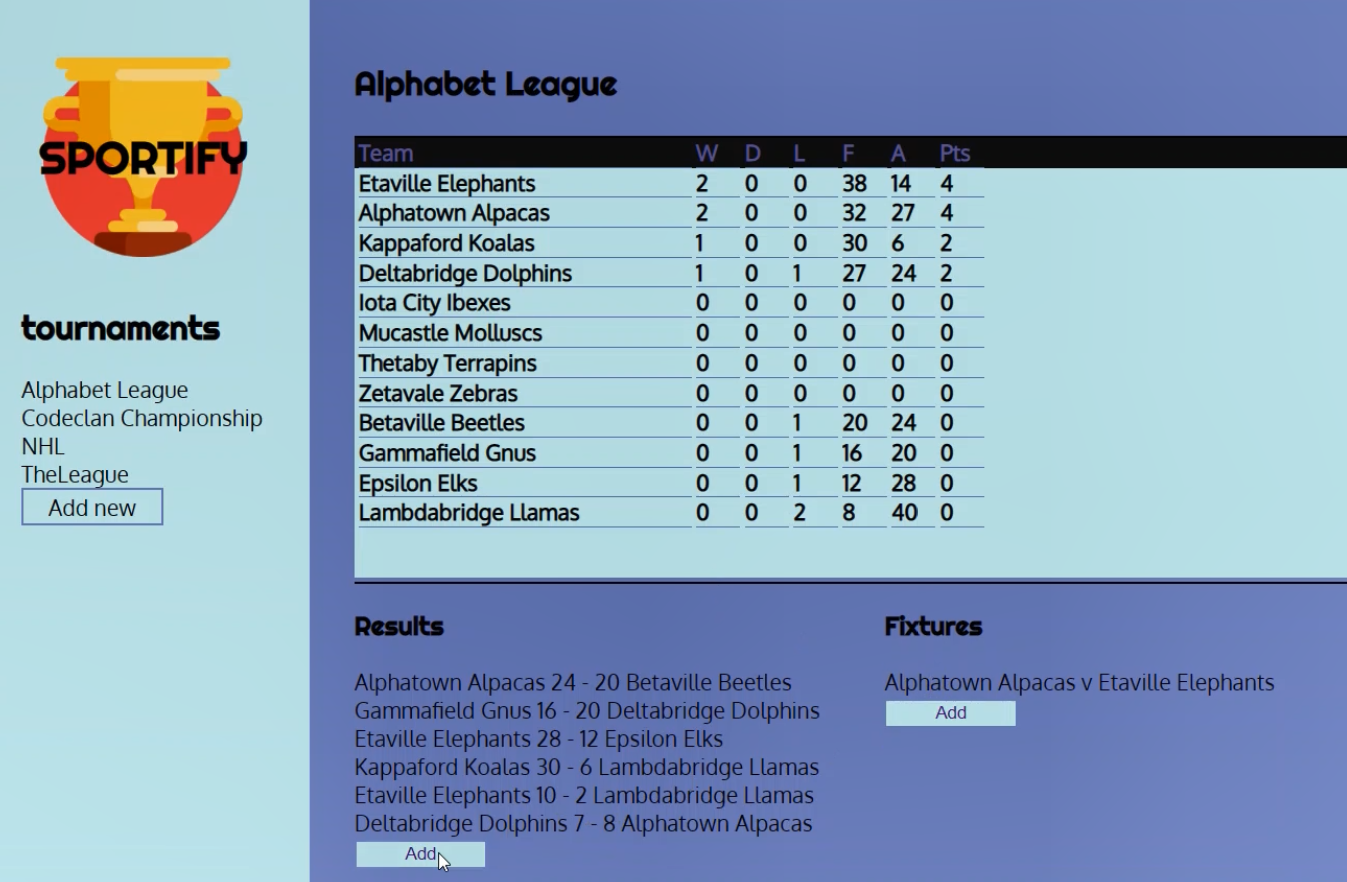 SPORTIFY
tournaments
Alphabet League
Codeclan Championship
NHL
TheLeague
Add new
Alphabet League
Team W D L F A Pts
Etaville Elephants 2 0 0 38 14 4
Alphatown Alpacas 2 0 0 32 27 4
Kappaford Koalas 1 0 0 30 6 2
Deltabridge Dolphins 1 0 1 27 24 2
Iota City Ibexes 0 0 0 0 0 0
Mucastle Molluscs 0 0 0 0 0 0
Thetaby Terrapins 0 0 0 0 0 0
Zetavale Zebras 0 0 0 0 0 0
Betaville Beetles 0 0 1 20 24 0
Gammafield Gnus 0 0 1 16 20 0
Epsilon Elks 0 0 1 12 28 0
Lambdabridge Llamas 0 0 2 8 40 0
Results
Alphatown Alpacas 24 - 20 Betaville Beetles
Gammafield Gnus 16 - 20 Deltabridge Dolphins
Etaville Elephants 28 - 12 Epsilon Elks
Kappaford Koalas 30 - 6 Lambdabridge Llamas
Etaville Elephants 10 - 2 Lambdabridge Llamas
Deltabridge Dolphins 7 - 8 Alphatown Alpacas
Add
Fixtures
Alphatown Alpacas v Etaville Elephants
Add